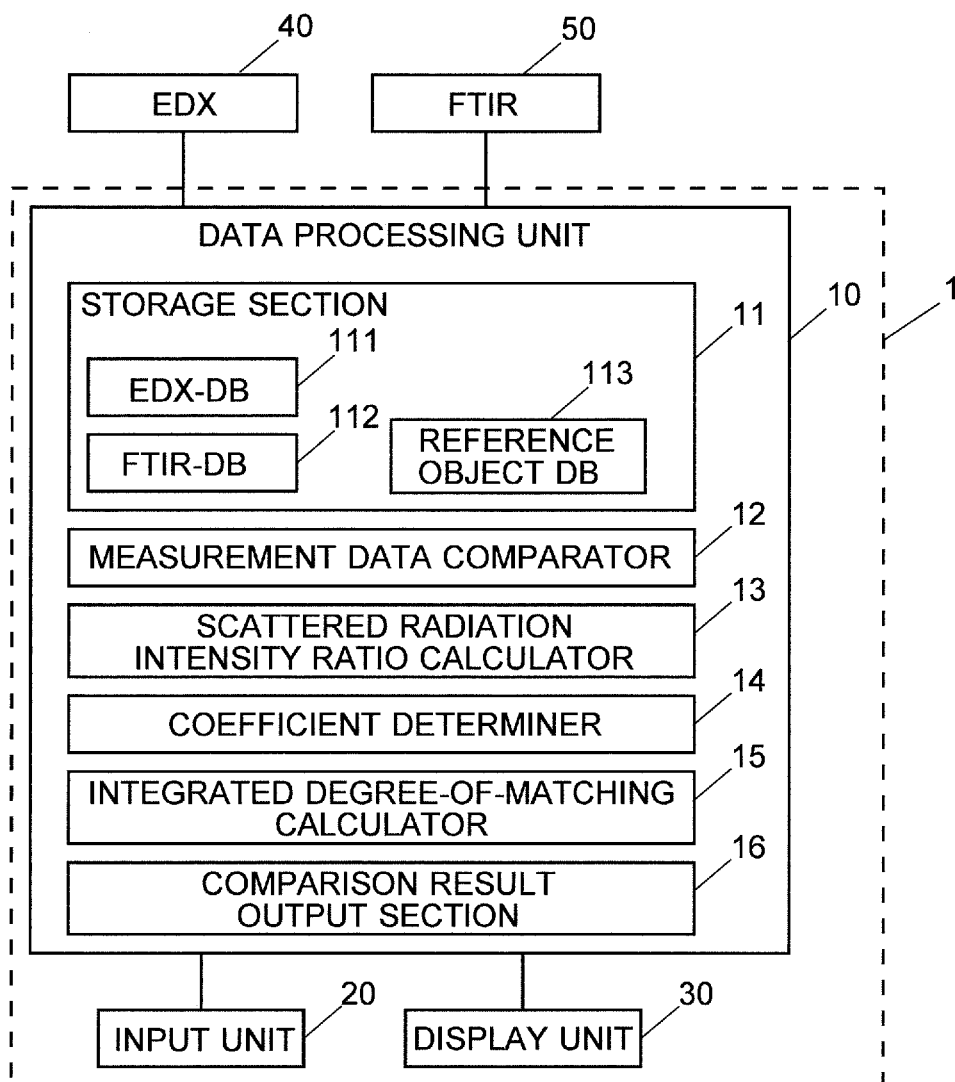 40
50
EDX
FTIR
DATA PROCESSING UNIT
STORAGE SECTION
10
1
11
111
EDX-DB
113
112
FTIR-DB
REFERENCE
OBJECT DB
12
MEASUREMENT DATA COMPARATOR
13
SCATTERED RADIATION
INTENSITY RATIO CALCULATOR
14
COEFFICIENT DETERMINER
15
INTEGRATED DEGREE-OF-MATCHING
CALCULATOR
16
COMPARISON RESULT
OUTPUT SECTION
20
30
INPUT UNIT
DISPLAY UNIT